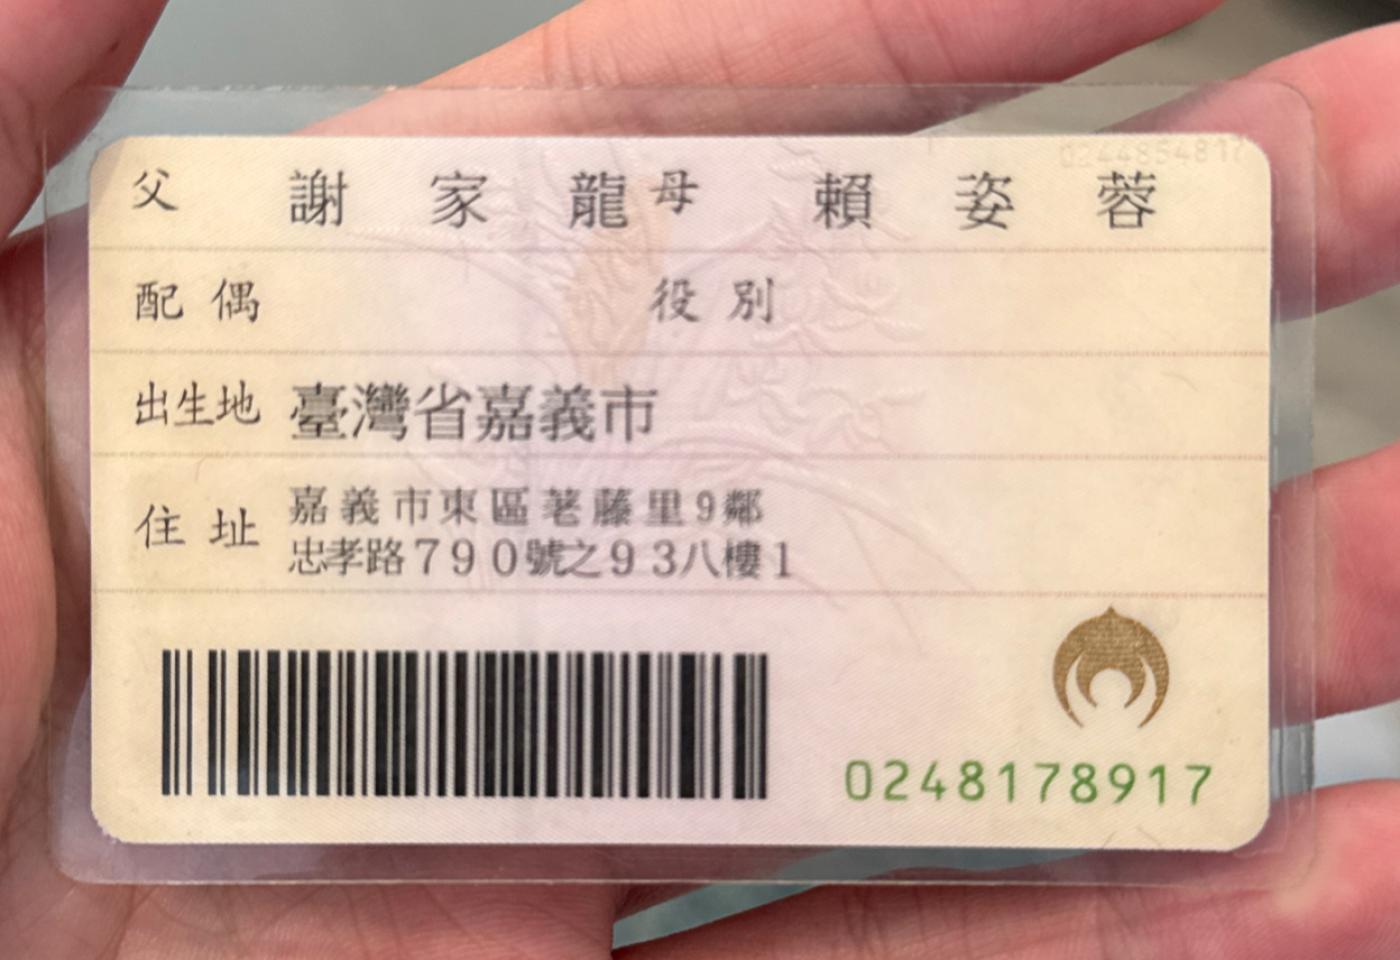 0244854817
父 謝家龍 母 賴姿蓉
配偶 役別
出生地 臺灣省嘉義市
住址 嘉義市東區荖藤里9鄰
忠孝路790號之93八樓1
0248178917